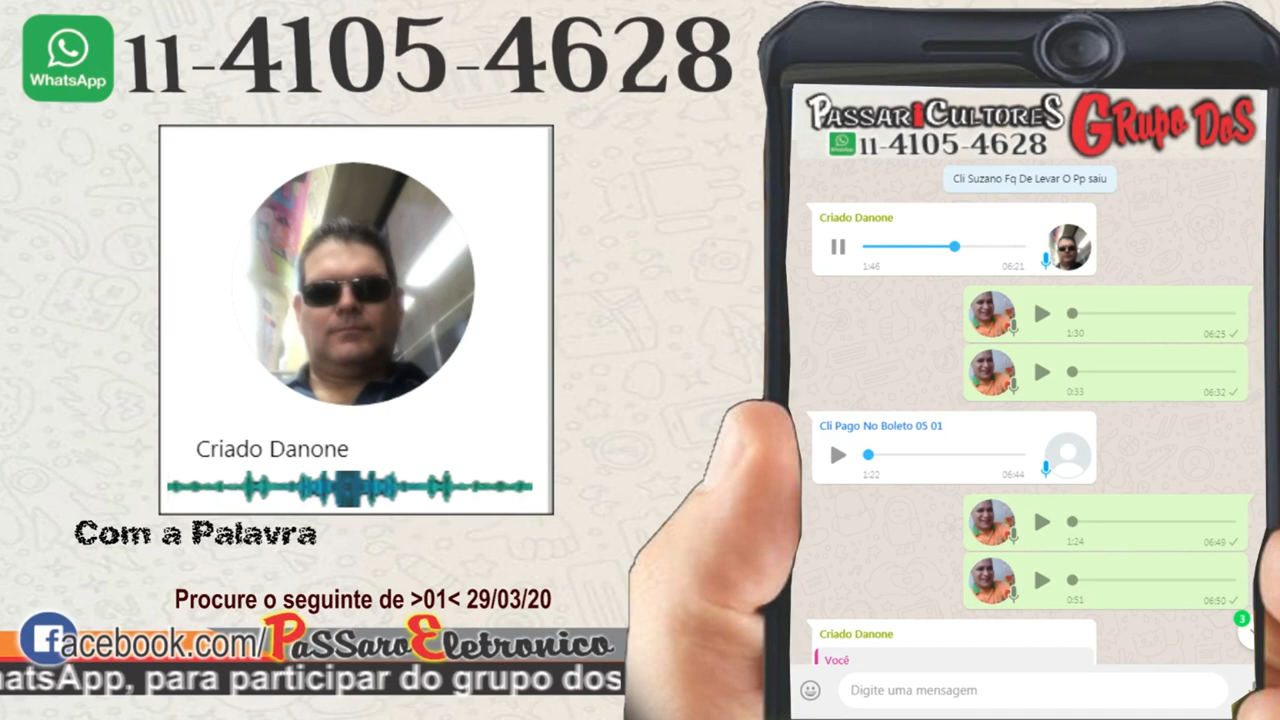 WhatsApp
11-4105-4628
Criado Danone
Com a Palavra
Procure o seguinte de >01< 29/03/20
facebook.com/PaSSaroEletronico
hatsApp, para participar do grupo dos
PASSARiCULTORES GRUPO DOS
WhatsApp 11-4105-4628
Cli Suzano Fq De Levar O Pp saiu
Criado Danone
1:46 06:21
1:30 06:25
0:33 06:32
Cli Pago No Boleto 05 01
1:22 06:44
1:24 06:49
0:51 06:50
3
Criado Danone
Você
Digite uma mensagem